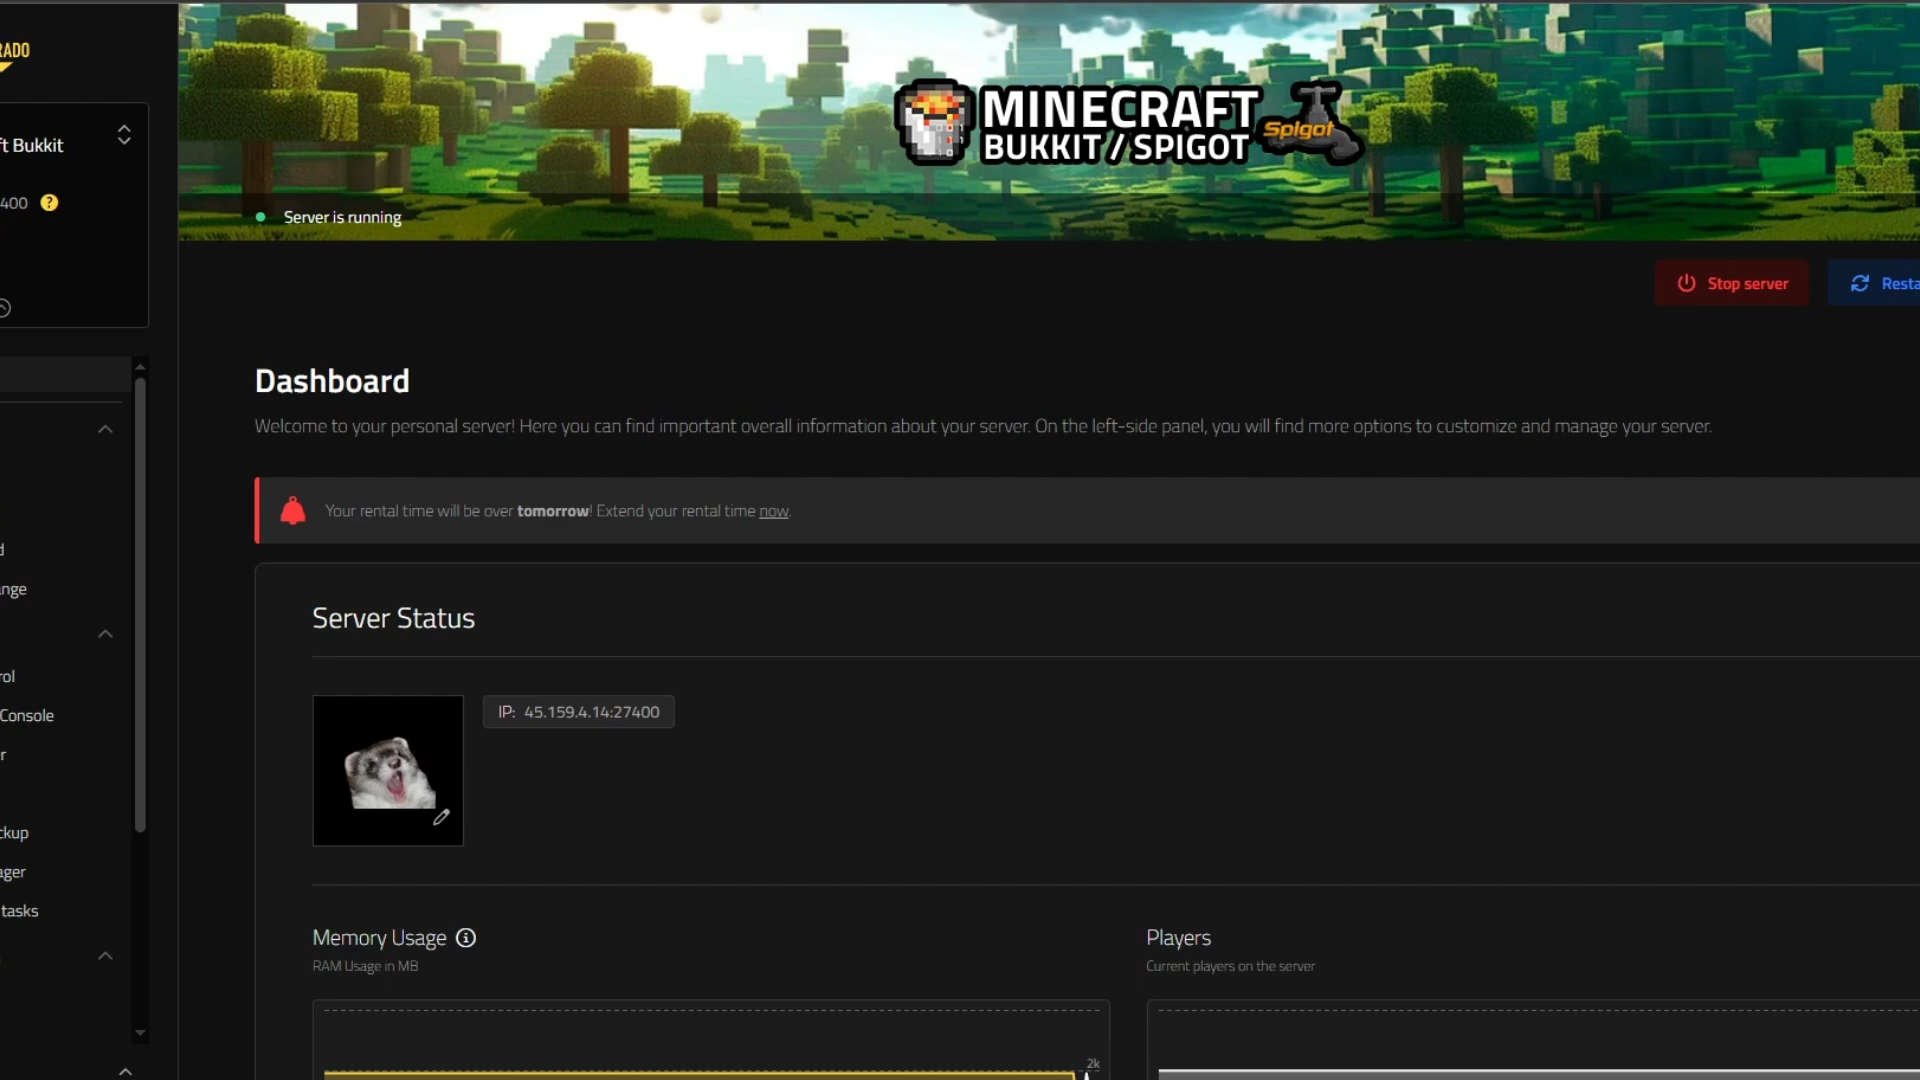 RADO
ft Bukkit
400 ?
MINECRAFT
BUKKIT / SPIGOT
Spigot
Server is running
Stop server
Resta
Dashboard
Welcome to your personal server! Here you can find important overall information about your server. On the left-side panel, you will find more options to customize and manage your server.
Your rental time will be over tomorrow! Extend your rental time now.
d
ange
rol
Console
r
ckup
ager
tasks
Server Status
IP: 45.159.4.14:27400
Memory Usage
RAM Usage in MB
2k
Players
Current players on the server